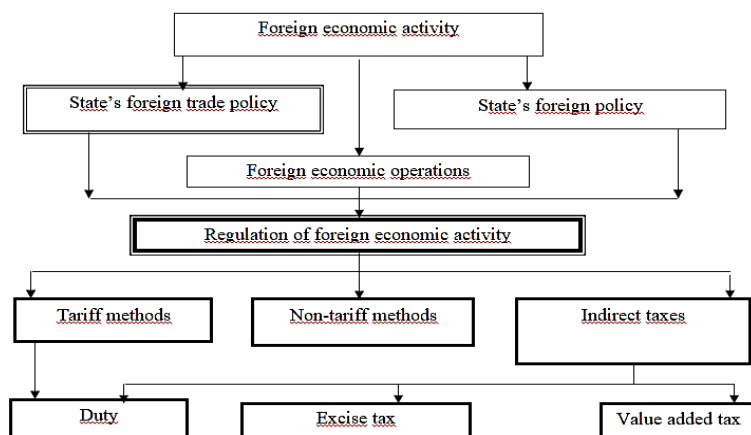 Foreign economic activity
State’s foreign trade policy
State’s foreign policy
Foreign economic operations
Regulation of foreign economic activity
Tariff methods
Non-tariff methods
Indirect taxes
Duty
Excise tax
Value added tax